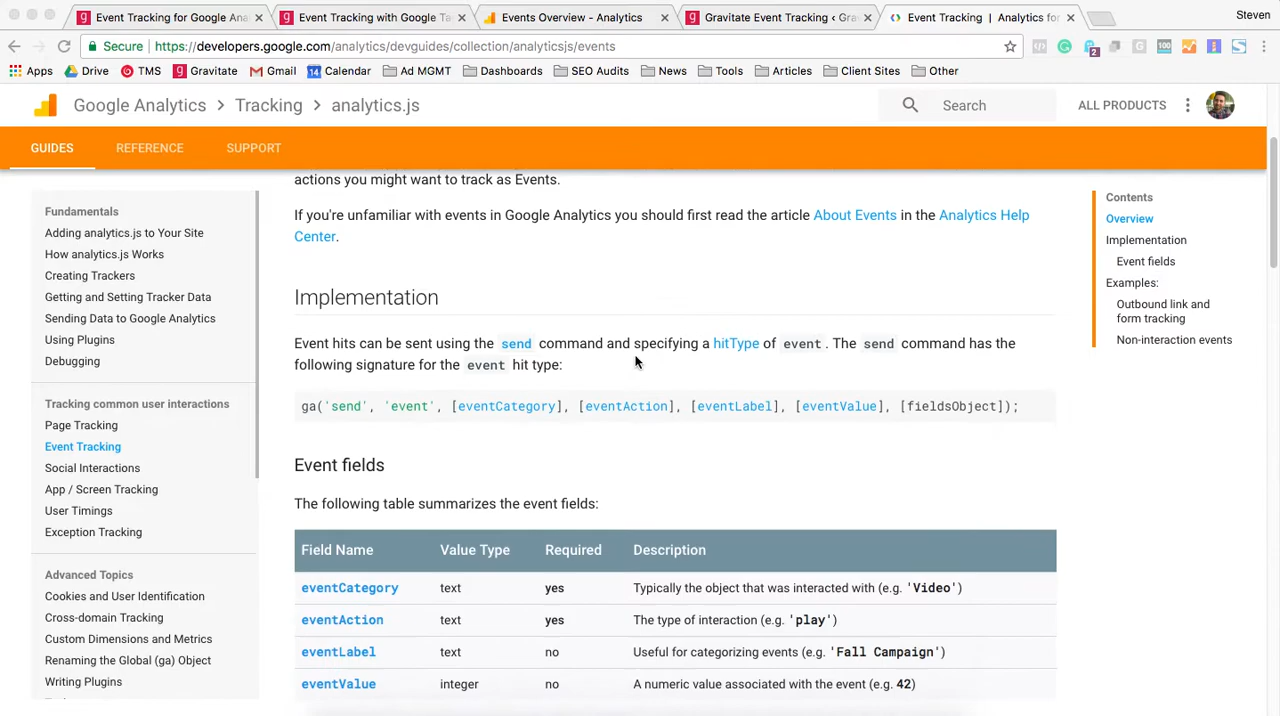 Event Tracking for Google Ana
Event Tracking with Google Ta
Events Overview - Analytics
Gravitate Event Tracking ‹ Gra
Event Tracking | Analytics for
Steven
Secure
https://developers.google.com/analytics/devguides/collection/analyticsjs/events
2
100
Apps
Drive
TMS
Gravitate
Gmail
14
Calendar
Ad MGMT
Dashboards
SEO Audits
News
Tools
Articles
Client Sites
Other
Google Analytics > Tracking > analytics.js
Search
ALL PRODUCTS
GUIDES
REFERENCE
SUPPORT
Fundamentals
Adding analytics.js to Your Site
How analytics.js Works
Creating Trackers
Getting and Setting Tracker Data
Sending Data to Google Analytics
Using Plugins
Debugging
Tracking common user interactions
Page Tracking
Event Tracking
Social Interactions
App / Screen Tracking
User Timings
Exception Tracking
Advanced Topics
Cookies and User Identification
Cross-domain Tracking
Custom Dimensions and Metrics
Renaming the Global (ga) Object
Writing Plugins
actions you might want to track as Events.
If you're unfamiliar with events in Google Analytics you should first read the article About Events in the Analytics Help
Center.
Implementation
Event hits can be sent using the send command and specifying a hitType of event. The send command has the
following signature for the event hit type:
ga('send', 'event', [eventCategory], [eventAction], [eventLabel], [eventValue], [fieldsObject]);
Event fields
The following table summarizes the event fields:
Field Name Value Type Required Description
eventCategory text yes Typically the object that was interacted with (e.g. 'Video')
eventAction text yes The type of interaction (e.g. 'play')
eventLabel text no Useful for categorizing events (e.g. 'Fall Campaign')
eventValue integer no A numeric value associated with the event (e.g. 42)
Contents
Overview
Implementation
Event fields
Examples:
Outbound link and
form tracking
Non-interaction events